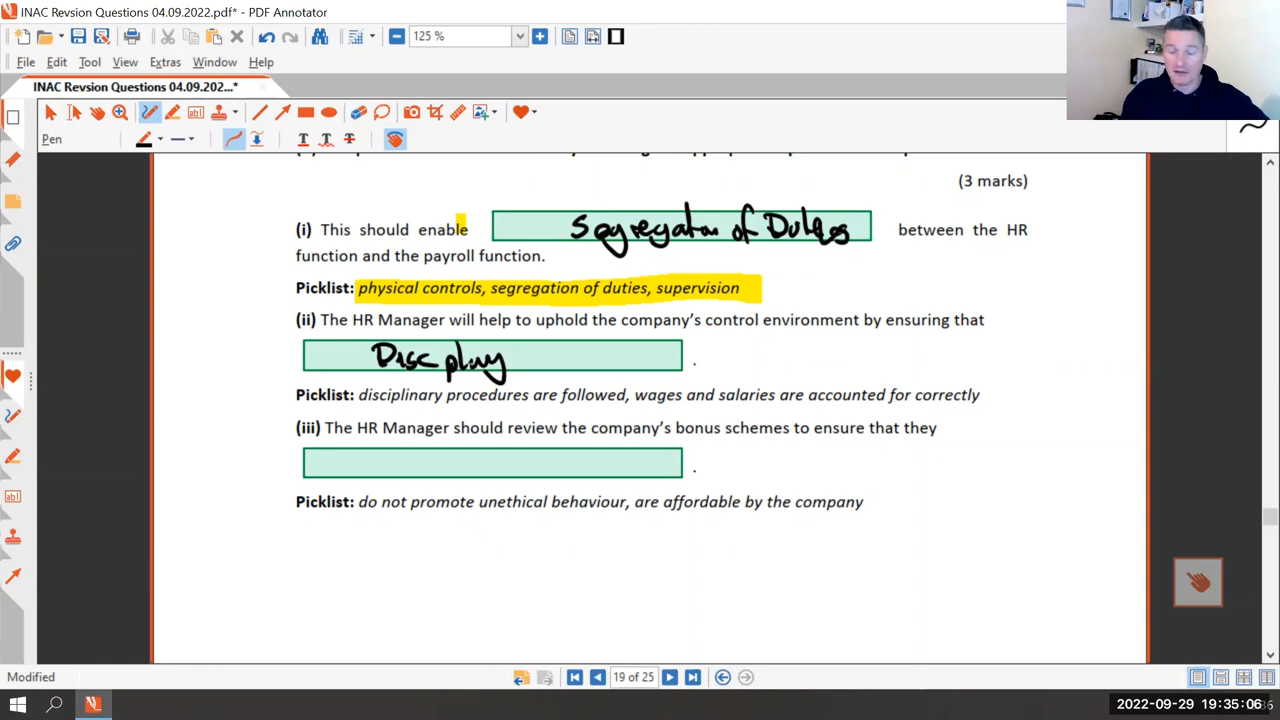 INAC Revision Questions 04.09.2022.pdf* - PDF Annotator
125 %
File Edit Tool View Extras Window Help
INAC Revsion Questions 04.09.202...*
Pen
(3 marks)
(i) This should enable Segregation of Duties between the HR
function and the payroll function.
Picklist: physical controls, segregation of duties, supervision
(ii) The HR Manager will help to uphold the company's control environment by ensuring that
.
Picklist: disciplinary procedures are followed, wages and salaries are accounted for correctly
(iii) The HR Manager should review the company's bonus schemes to ensure that they
.
Picklist: do not promote unethical behaviour, are affordable by the company
Modified
19 of 25
2022-09-29 19:35:06